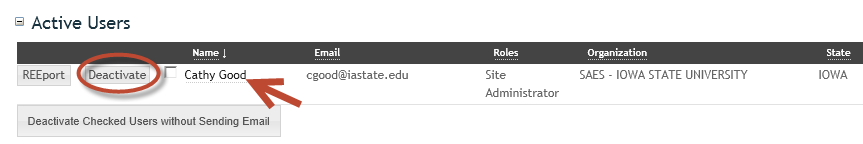 Active Users
Name ↓ Email Roles Organization State
REEport Deactivate Cathy Good cgood@iastate.edu Site SAES - IOWA STATE UNIVERSITY IOWA
Administrator
Deactivate Checked Users without Sending Email